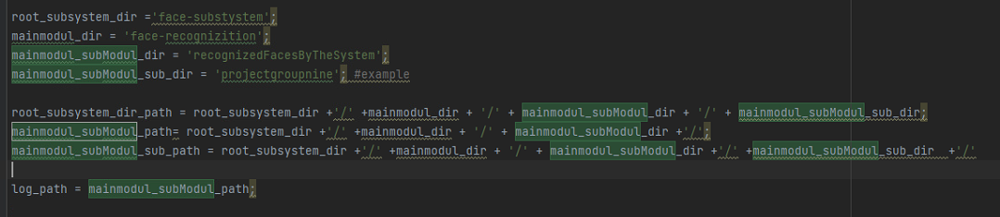 root_subsystem_dir ='face-substystem';
mainmodul_dir = 'face-recognizition';
mainmodul_subModul_dir = 'recognizedFacesByTheSystem';
mainmodul_subModul_sub_dir = 'projectgroupnine'; #example
root_subsystem_dir_path = root_subsystem_dir +'/' +mainmodul_dir + '/' + mainmodul_subModul_dir + '/' + mainmodul_subModul_sub_dir;
mainmodul_subModul_path= root_subsystem_dir +'/' +mainmodul_dir + '/' + mainmodul_subModul_dir +'/';
mainmodul_subModul_sub_path = root_subsystem_dir +'/' +mainmodul_dir + '/' + mainmodul_subModul_dir +'/' +mainmodul_subModul_sub_dir +'/'
log_path = mainmodul_subModul_path;